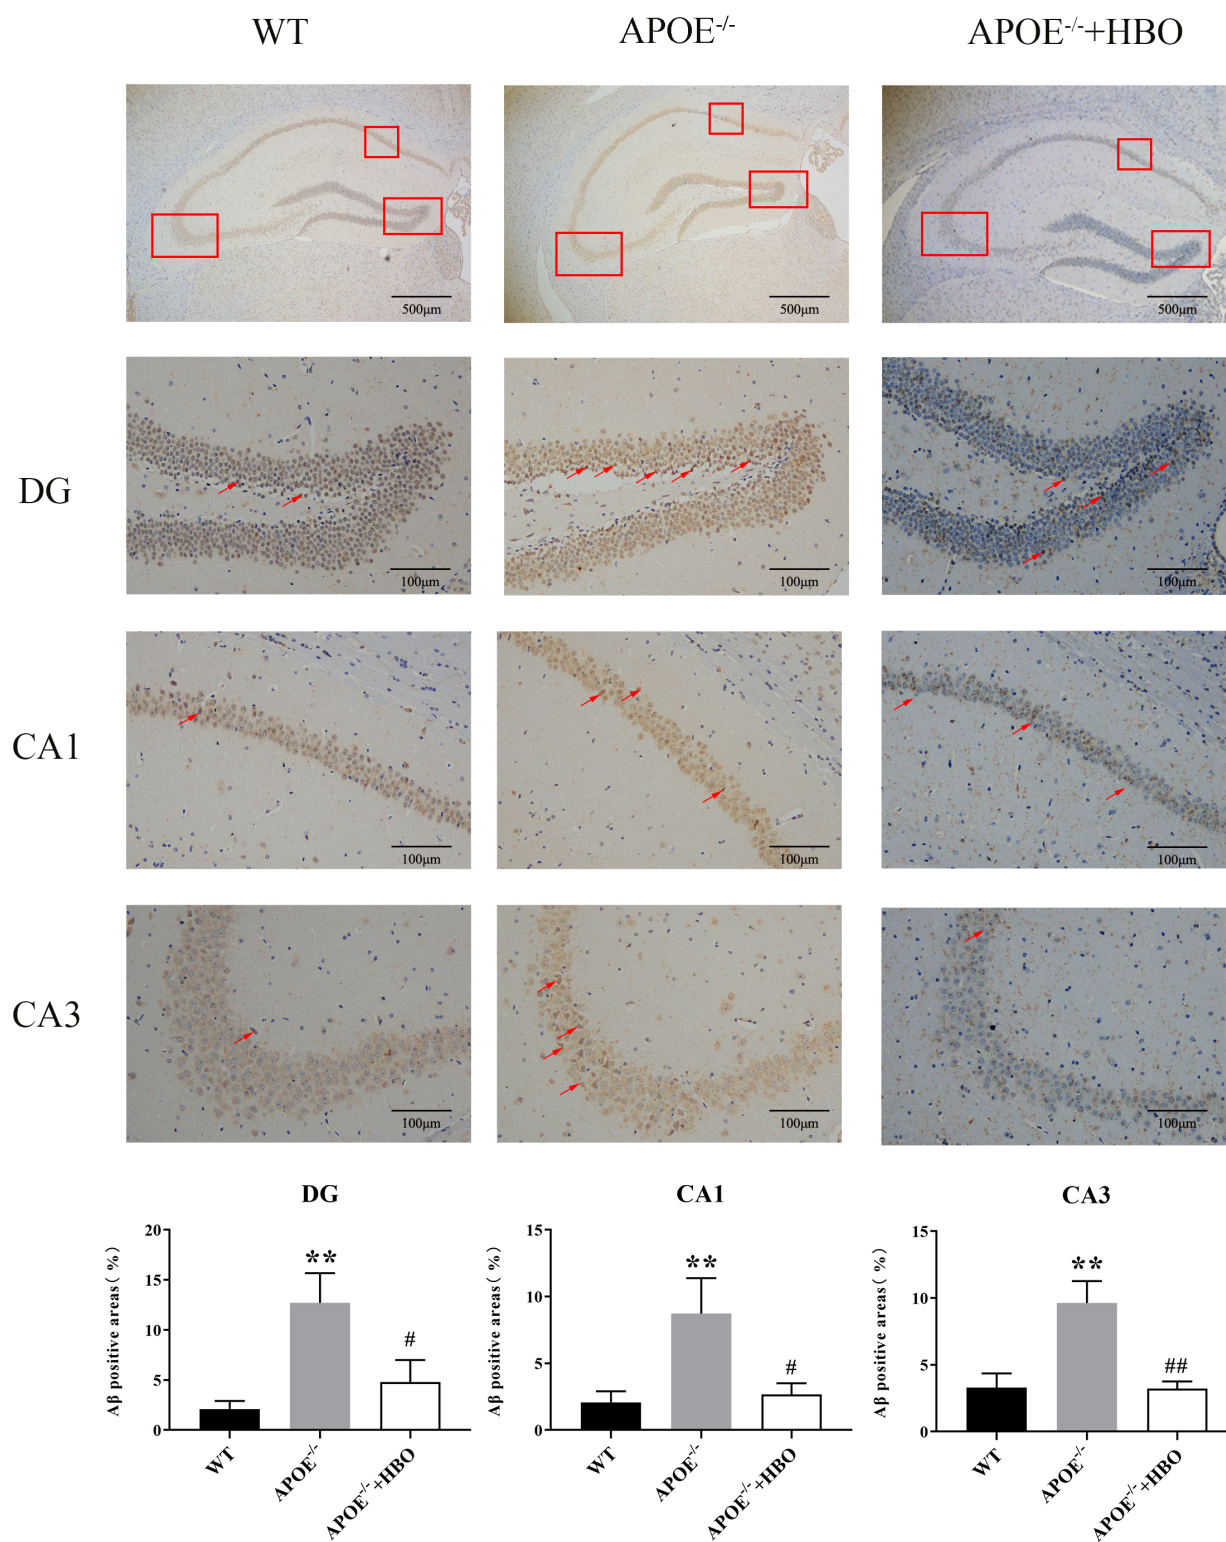 WT APOE-/- APOE-/-+HBO
500μm 500μm 500μm
DG
100μm 100μm 100μm
CA1
100μm 100μm 100μm
CA3
100μm 100μm 100μm
DG
Aβ positive areas( %)
20
15
10
5
0
**
#
WT
APOE-/-
APOE-/-+HBO
CA1
Aβ positive areas( %)
15
10
5
0
**
#
WT
APOE-/-
APOE-/-+HBO
CA3
Aβ positive areas( %)
15
10
5
0
**
##
WT
APOE-/-
APOE-/-+HBO